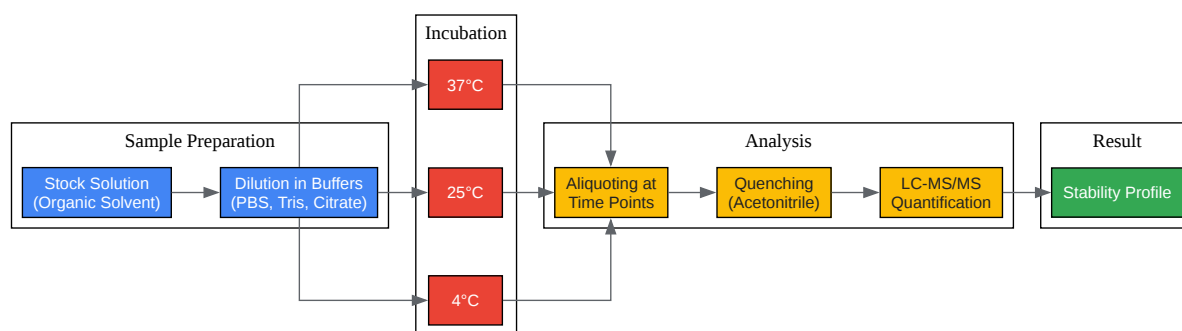 Incubation
37°C
Sample Preparation
Analysis
Result
Stock Solution
(Organic Solvent)
Dilution in Buffers
(PBS, Tris, Citrate)
25°C
Aliquoting at
Time Points
Quenching
(Acetonitrile)
LC-MS/MS
Quantification
Stability Profile
4°C